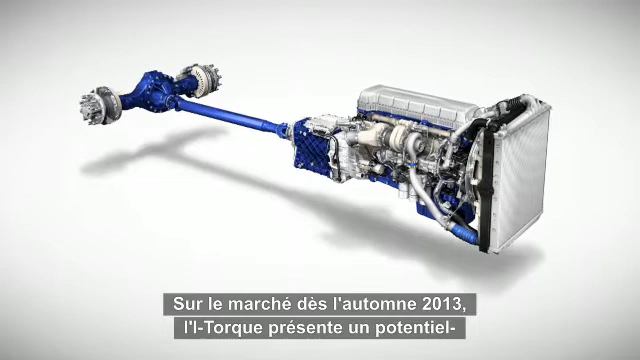 Sur le marché dès l'automne 2013,
l'I-Torque présente un potentiel-